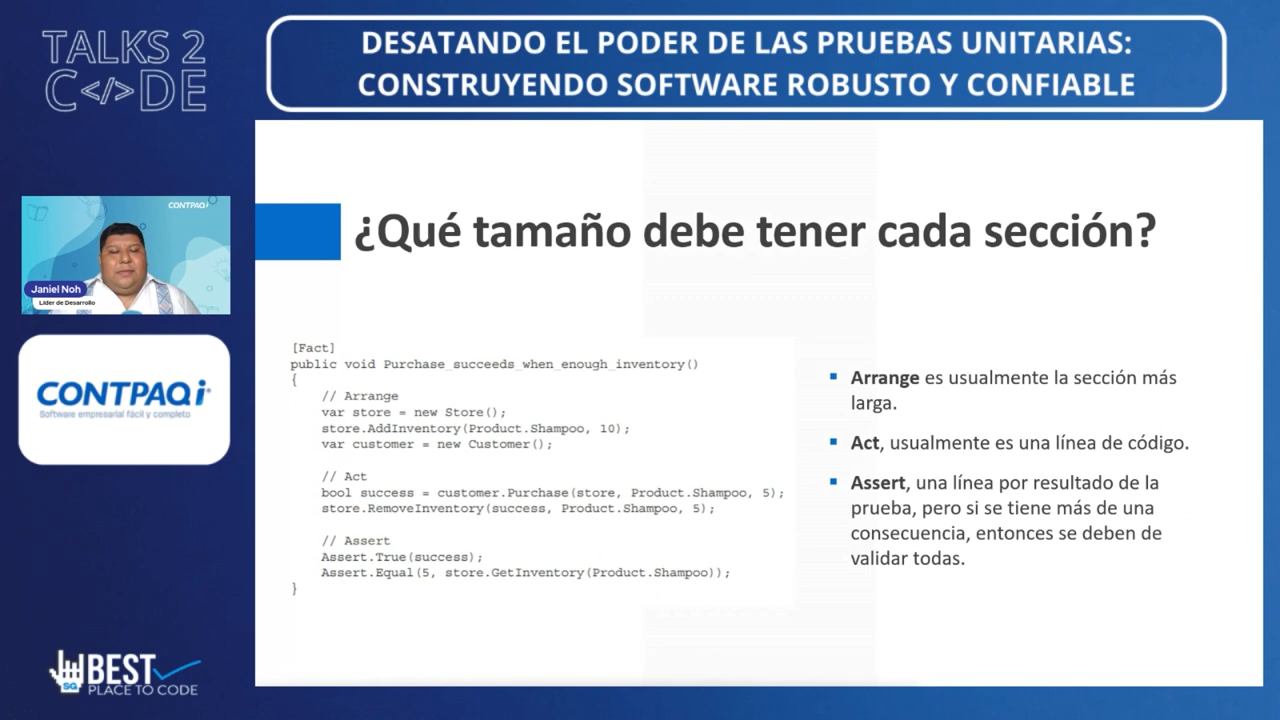 TALKS 2
C</>DE
DESATANDO EL PODER DE LAS PRUEBAS UNITARIAS:
CONSTRUYENDO SOFTWARE ROBUSTO Y CONFIABLE
CONTPAQi
Janiel Noh
Líder de Desarrollo
CONTPAQi
Software empresarial fácil y completo
SG
BEST
PLACE TO CODE
¿Qué tamaño debe tener cada sección?
[Fact]
public void Purchase_succeeds_when_enough_inventory()
{
// Arrange
var store = new Store();
store.AddInventory(Product.Shampoo, 10);
var customer = new Customer();
// Act
bool success = customer.Purchase(store, Product.Shampoo, 5);
store.RemoveInventory(success, Product.Shampoo, 5);
// Assert
Assert.True(success);
Assert.Equal(5, store.GetInventory(Product.Shampoo));
}
▪ Arrange es usualmente la sección más
larga.
▪ Act, usualmente es una línea de código.
▪ Assert, una línea por resultado de la
prueba, pero si se tiene más de una
consecuencia, entonces se deben de
validar todas.